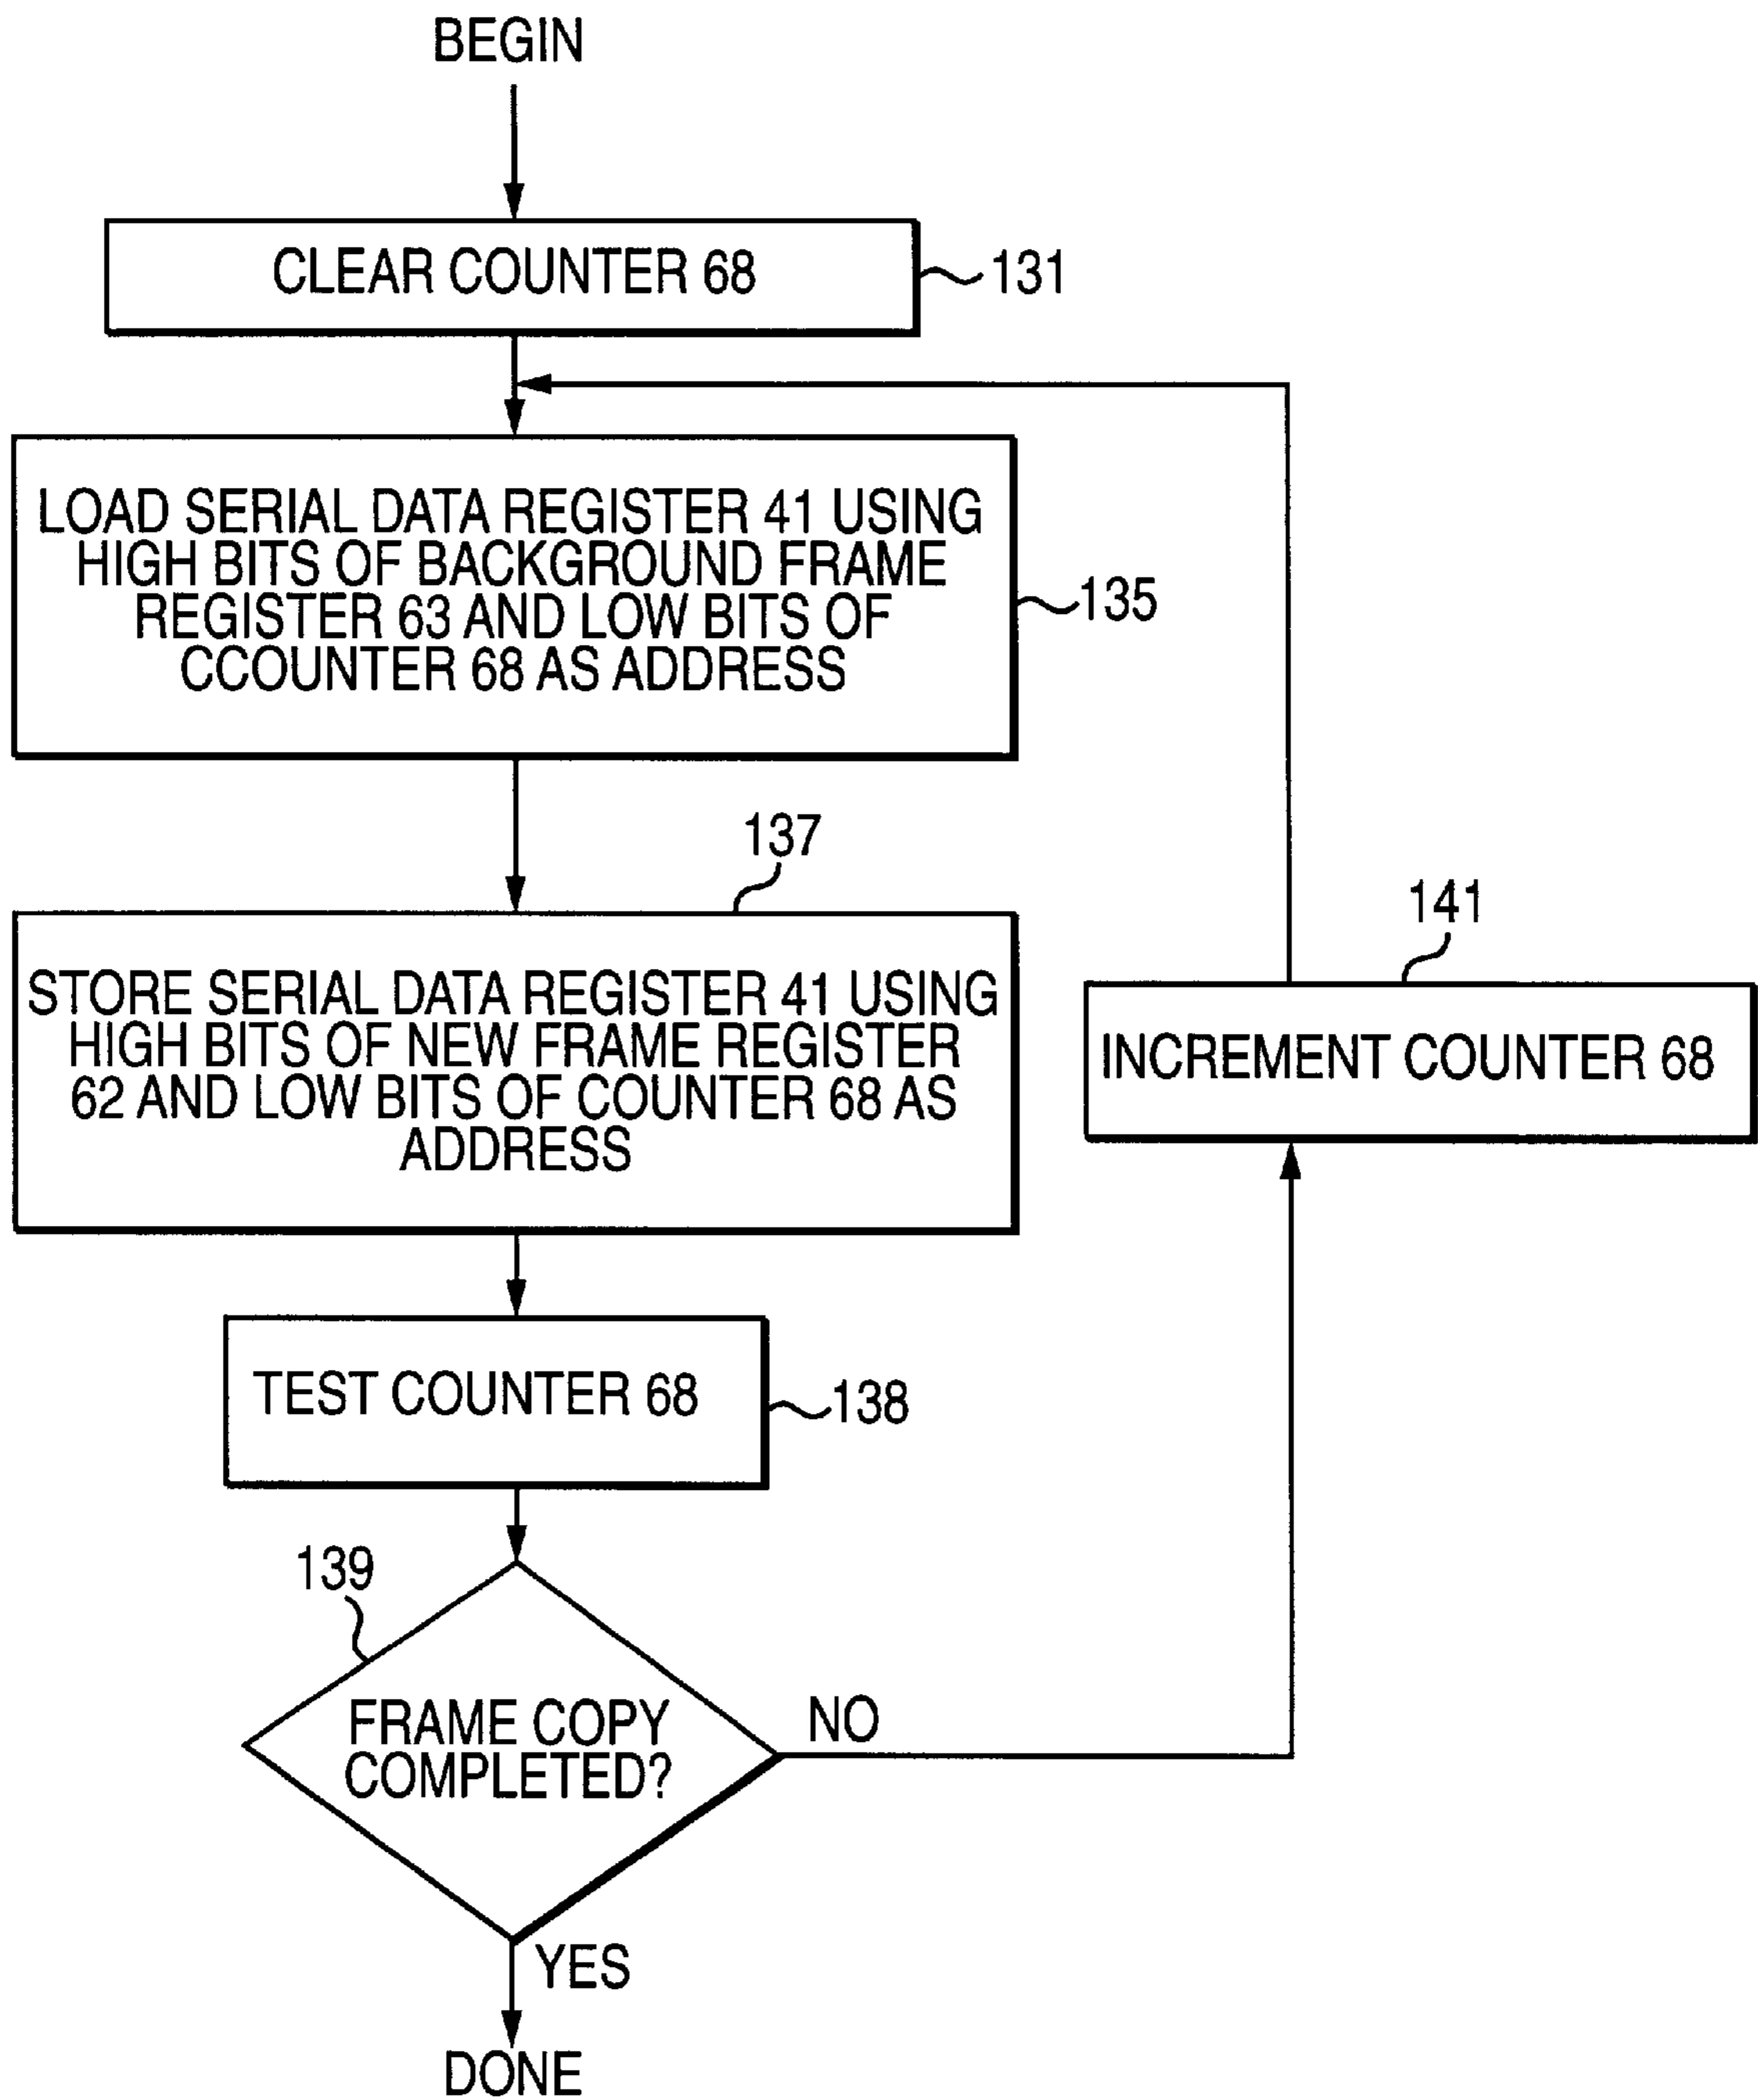 BEGIN
CLEAR COUNTER 68
131
LOAD SERIAL DATA REGISTER 41 USING
HIGH BITS OF BACKGROUND FRAME
REGISTER 63 AND LOW BITS OF
CCOUNTER 68 AS ADDRESS
135
137
STORE SERIAL DATA REGISTER 41 USING
HIGH BITS OF NEW FRAME REGISTER
62 AND LOW BITS OF COUNTER 68 AS
ADDRESS
141
INCREMENT COUNTER 68
TEST COUNTER 68
138
139
FRAME COPY
COMPLETED?
NO
YES
DONE